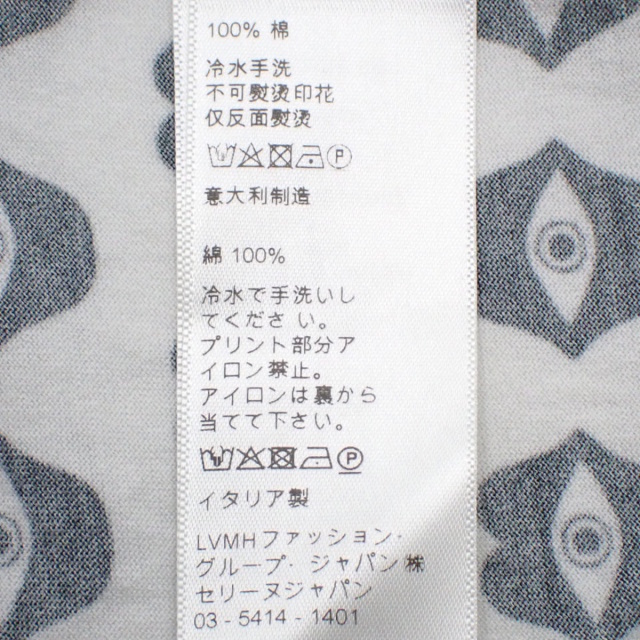 100% 棉
冷水手洗
不可熨烫印花
仅反面熨烫
P
意大利制造
綿 100%
冷水で手洗いし
てくださ い。
プリント部分ア
イロン禁止。
アイロンは裏から
当てて下さい。
P
イタリア製
LVMHファッション・
グループ・ジャパン㈱
セリーヌジャパン
03 - 5414 - 1401